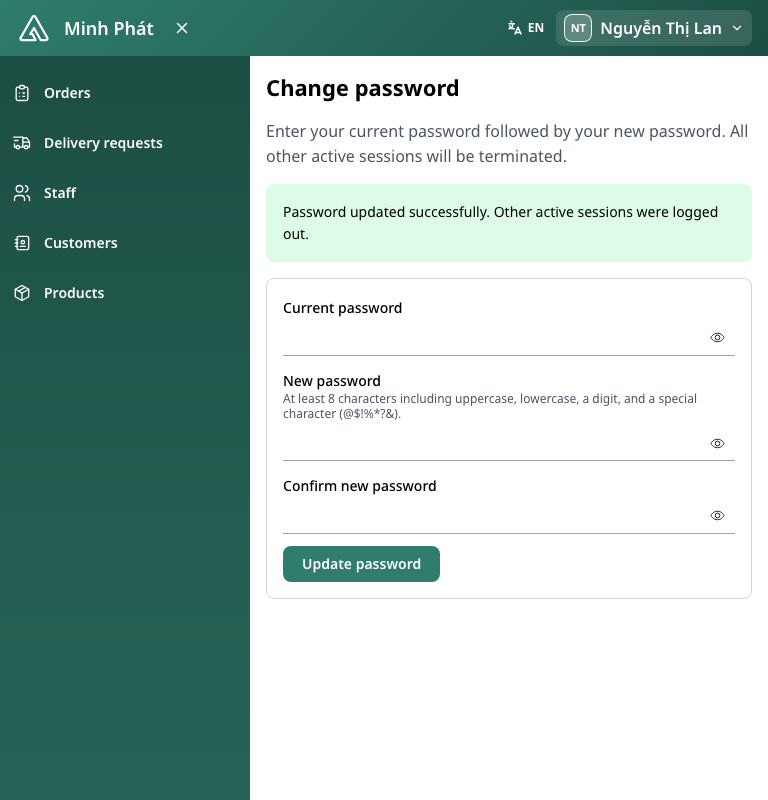 Minh Phát
EN
NT
Nguyễn Thị Lan
Orders
Delivery requests
Staff
Customers
Products
Change password
Enter your current password followed by your new password. All
other active sessions will be terminated.
Password updated successfully. Other active sessions were logged
out.
Current password
New password
At least 8 characters including uppercase, lowercase, a digit, and a special
character (@$!%*?&).
Confirm new password
Update password